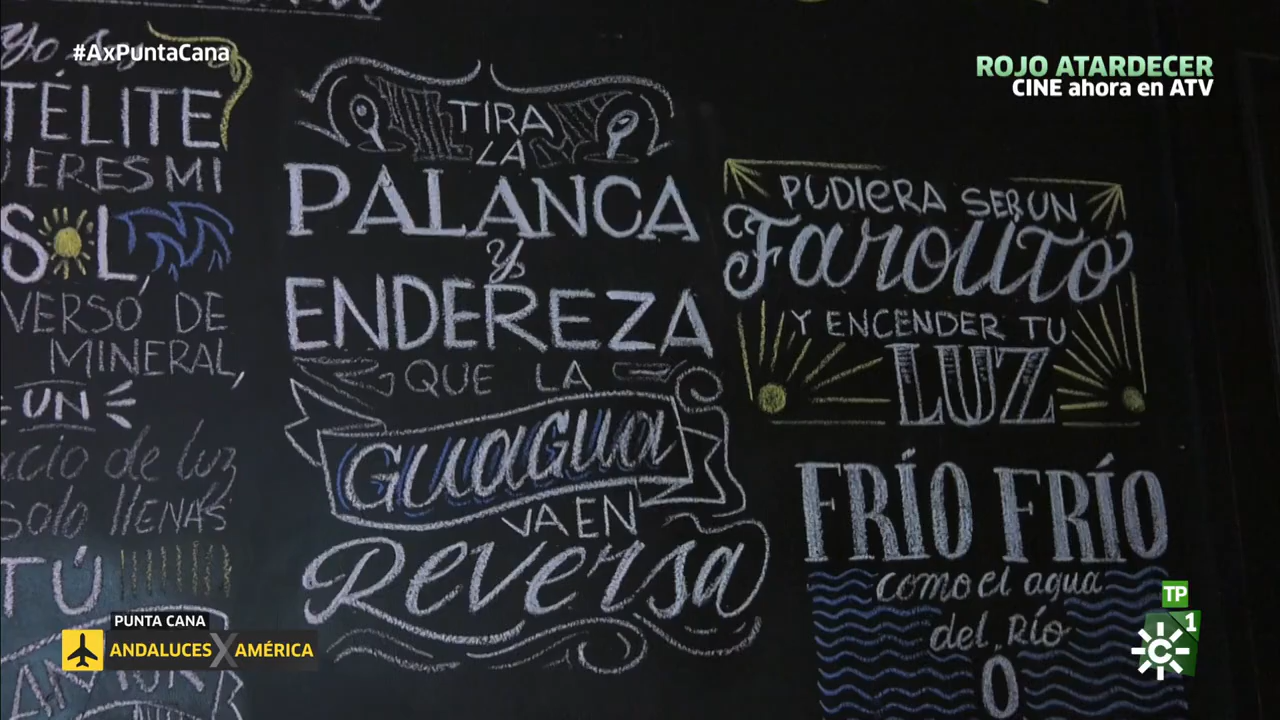 #AxPuntaCana
ROJO ATARDECER
CINE ahora en ATV
TÉLITE
ERES MI
SOL
VERSO DE
MINERAL,
UN
acio de luz
solo llENAS
TÚ
TIRA
LA
PALANCA
y
ENDEREZA
QUE LA
GUAGUA
VA EN
Reversa
PUDIERA SER UN
Farolito
Y ENCENDER TU
LUZ
FRÍO FRÍO
como el agua
del Río
O
PUNTA CANA
ANDALUCES X AMÉRICA
TP
1